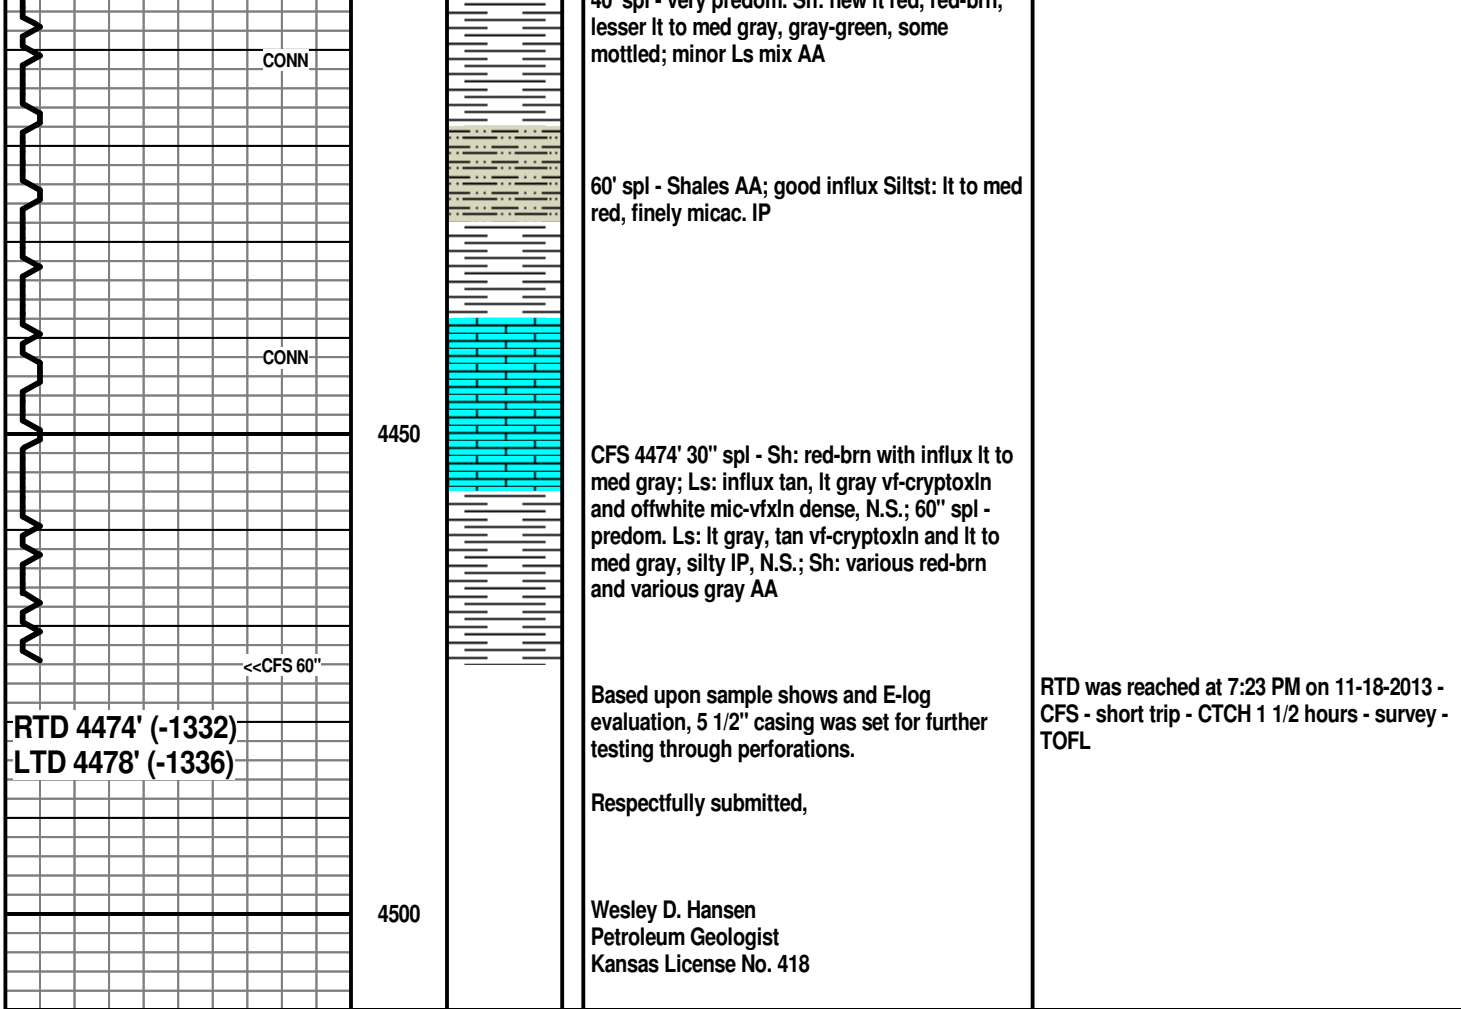 40' spl - very predom. Sh: new lt red, red-brn,
lesser lt to med gray, gray-green, some
mottled; minor Ls mix AA
CONN
60' spl - Shales AA; good influx Siltst: lt to med
red, finely micac. IP
CONN
4450
CFS 4474' 30" spl - Sh: red-brn with influx lt to
med gray; Ls: influx tan, lt gray vf-cryptoxln
and offwhite mic-vfxln dense, N.S.; 60" spl -
predom. Ls: lt gray, tan vf-cryptoxln and lt to
med gray, silty IP, N.S.; Sh: various red-brn
and various gray AA
<<CFS 60"
RTD 4474' (-1332)
LTD 4478' (-1336)
Based upon sample shows and E-log
evaluation, 5 1/2" casing was set for further
testing through perforations.
Respectfully submitted,
RTD was reached at 7:23 PM on 11-18-2013 -
CFS - short trip - CTCH 1 1/2 hours - survey -
TOFL
4500
Wesley D. Hansen
Petroleum Geologist
Kansas License No. 418